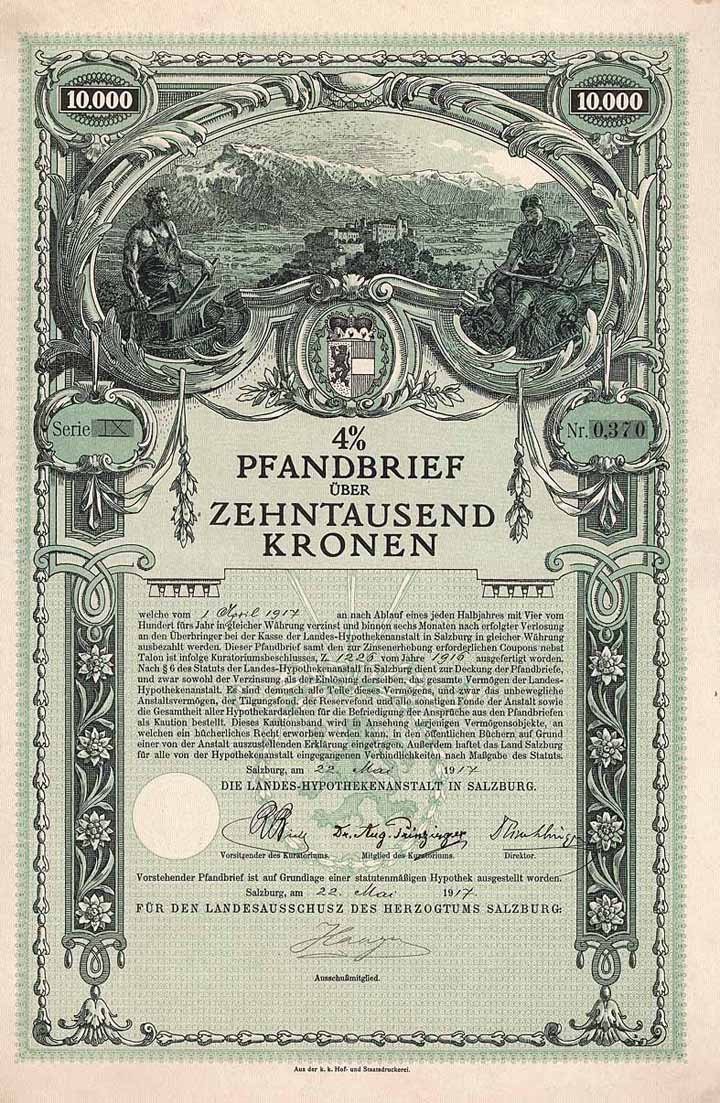 10.000
10.000
Serie IX
Nr. 0,370
4%
PFANDBRIEF
ÜBER
ZEHNTAUSEND
KRONEN
welche vom 1 April 1917 an nach Ablauf eines jeden Halbjahres mit Vier vom
Hundert fürs Jahr in gleicher Währung verzinst und binnen sechs Monaten nach erfolgter Verlosung
an den Überbringer bei der Kasse der Landes-Hypothekenanstalt in Salzburg in gleicher Währung
ausbezahlt werden. Dieser Pfandbrief samt den zur Zinsenerhebung erforderlichen Coupons nebst
Talon ist infolge Kuratoriumsbeschlusses, Z. 1226 vom Jahre 1916 ausgefertigt worden.
Nach § 6 des Statuts der Landes-Hypothekenanstalt in Salzburg dient zur Deckung der Pfandbriefe,
und zwar sowohl der Verzinsung als der Einlösung derselben, das gesamte Vermögen der Landes-
Hypothekenanstalt. Es sind demnach alle Teile dieses Vermögens, und zwar das unbewegliche
Anstaltsvermögen, der Tilgungsfond, der Reservefond und alle sonstigen Fonde der Anstalt sowie
die Gesamtheit aller Hypothekardarlehen für die Befriedigung der Ansprüche aus den Pfandbriefen
als Kaution bestellt. Dieses Kautionsband wird in Ansehung derjenigen Vermögensobjekte, an
welchen ein bücherliches Recht erworben werden kann, in den öffentlichen Büchern auf Grund
einer von der Anstalt auszustellenden Erklärung eingetragen. Außerdem haftet das Land Salzburg
für alle von der Hypothekenanstalt eingegangenen Verbindlichkeiten nach Maßgabe des Statuts.
Salzburg, am 22. Mai 1917
DIE LANDES-HYPOTHEKENANSTALT IN SALZBURG.
Dr. Aug. Prinzinger
Vorsitzender des Kuratoriums. Mitglied des Kuratoriums. Direktor.
Vorstehender Pfandbrief ist auf Grundlage einer statutenmäßigen Hypothek ausgestellt worden.
Salzburg, am 22. Mai 1917
FÜR DEN LANDESAUSSCHUSZ DES HERZOGTUMS SALZBURG:
Ausschußmitglied.
Aus der k. k. Hof- und Staatsdruckerei.